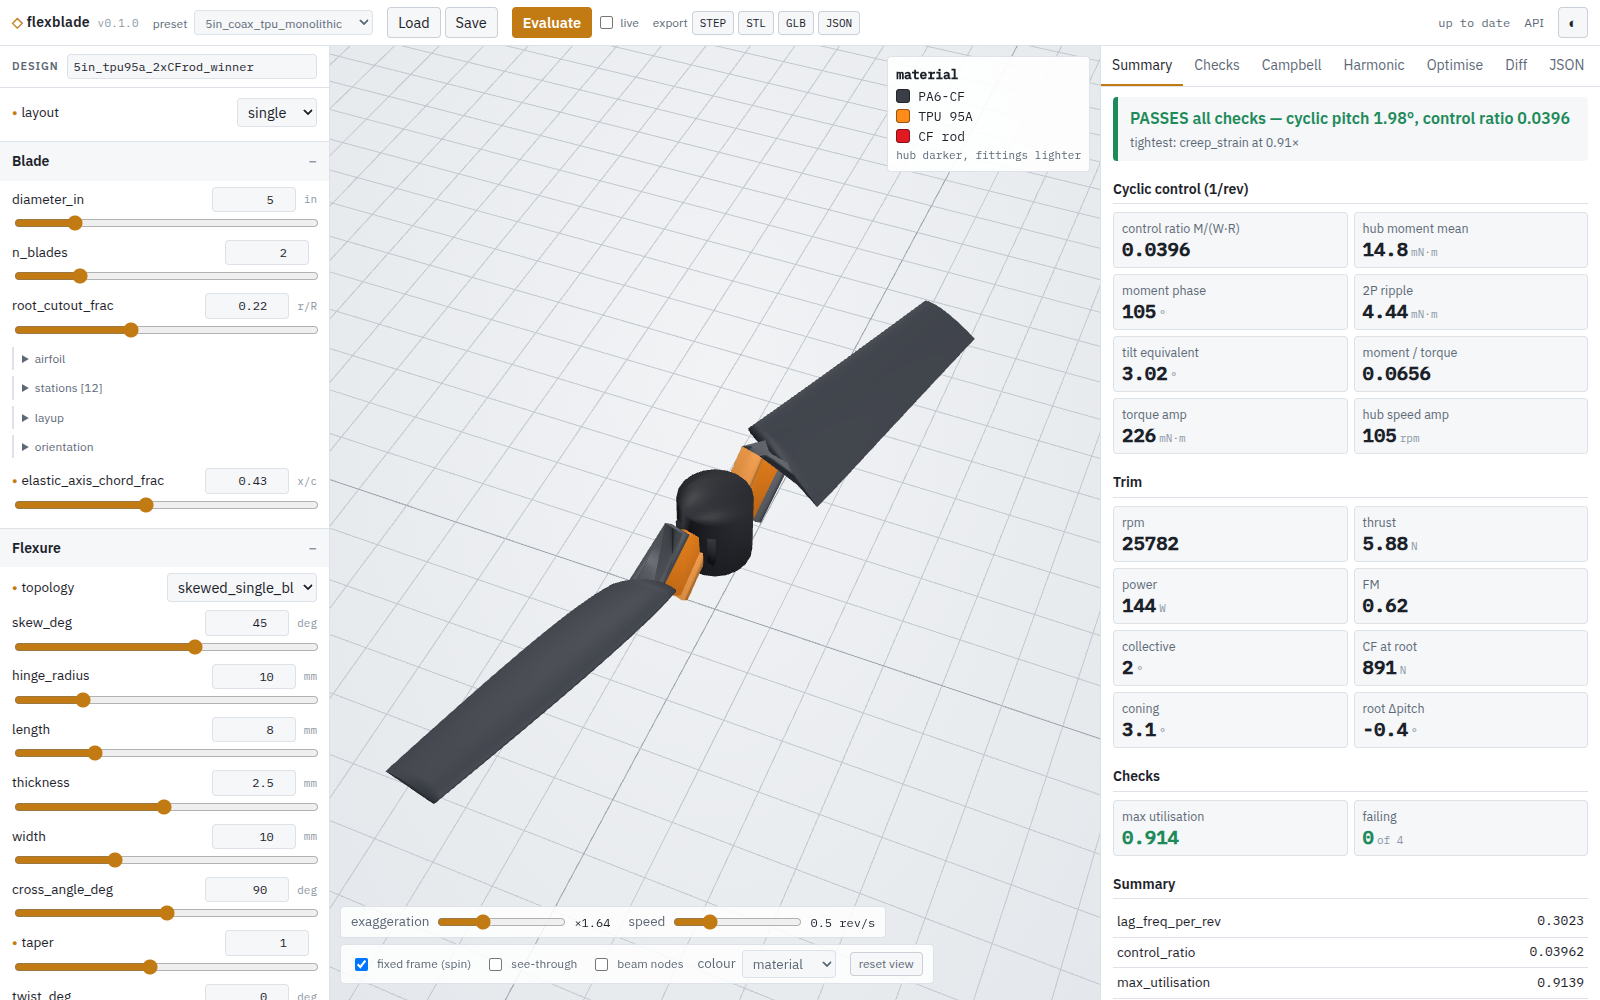 ◇ flexblade v0.1.0 preset 5in_coax_tpu_monolithic Load Save Evaluate live export STEP STL GLB JSON up to date API
DESIGN 5in_tpu95a_2xCFrod_winner
• layout single
Blade −
diameter_in 5 in
n_blades 2
root_cutout_frac 0.22 r/R
▶ airfoil
▶ stations [12]
▶ layup
▶ orientation
• elastic_axis_chord_frac 0.43 x/c
Flexure −
• topology skewed_single_bl
skew_deg 45 deg
hinge_radius 10 mm
length 8 mm
thickness 2.5 mm
width 10 mm
cross_angle_deg 90 deg
• taper 1
twist_deg 0 deg
material
PA6-CF
TPU 95A
CF rod
hub darker, fittings lighter
exaggeration ×1.64 speed 0.5 rev/s
fixed frame (spin) see-through beam nodes colour material reset view
Summary Checks Campbell Harmonic Optimise Diff JSON
PASSES all checks — cyclic pitch 1.98°, control ratio 0.0396
tightest: creep_strain at 0.91×
Cyclic control (1/rev)
control ratio M/(W·R) hub moment mean
0.0396 14.8 mN·m
moment phase 2P ripple
105 ° 4.44 mN·m
tilt equivalent moment / torque
3.02 ° 0.0656
torque amp hub speed amp
226 mN·m 105 rpm
Trim
rpm thrust
25782 5.88 N
power FM
144 W 0.62
collective CF at root
2 ° 891 N
coning root Δpitch
3.1 ° -0.4 °
Checks
max utilisation failing
0.914 0 of 4
Summary
lag_freq_per_rev 0.3023
control_ratio 0.03962
max_utilisation 0.9139